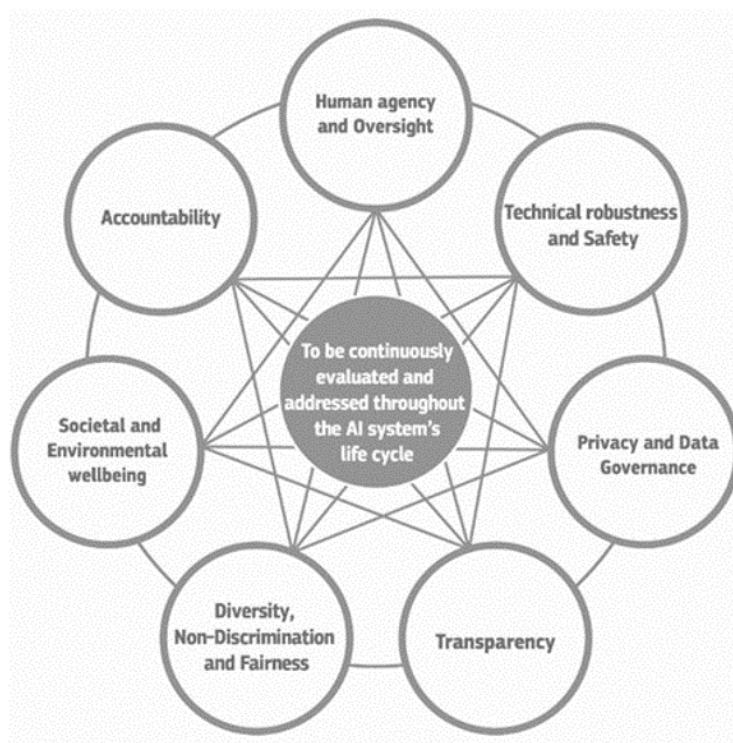 Human agency
and Oversight
Technical robustness
and Safety
Privacy and Data
Governance
Transparency
Diversity,
Non-Discrimination
and Fairness
Societal and
Environmental
wellbeing
Accountability
To be continuously
evaluated and
addressed throughout
the AI system's
life cycle